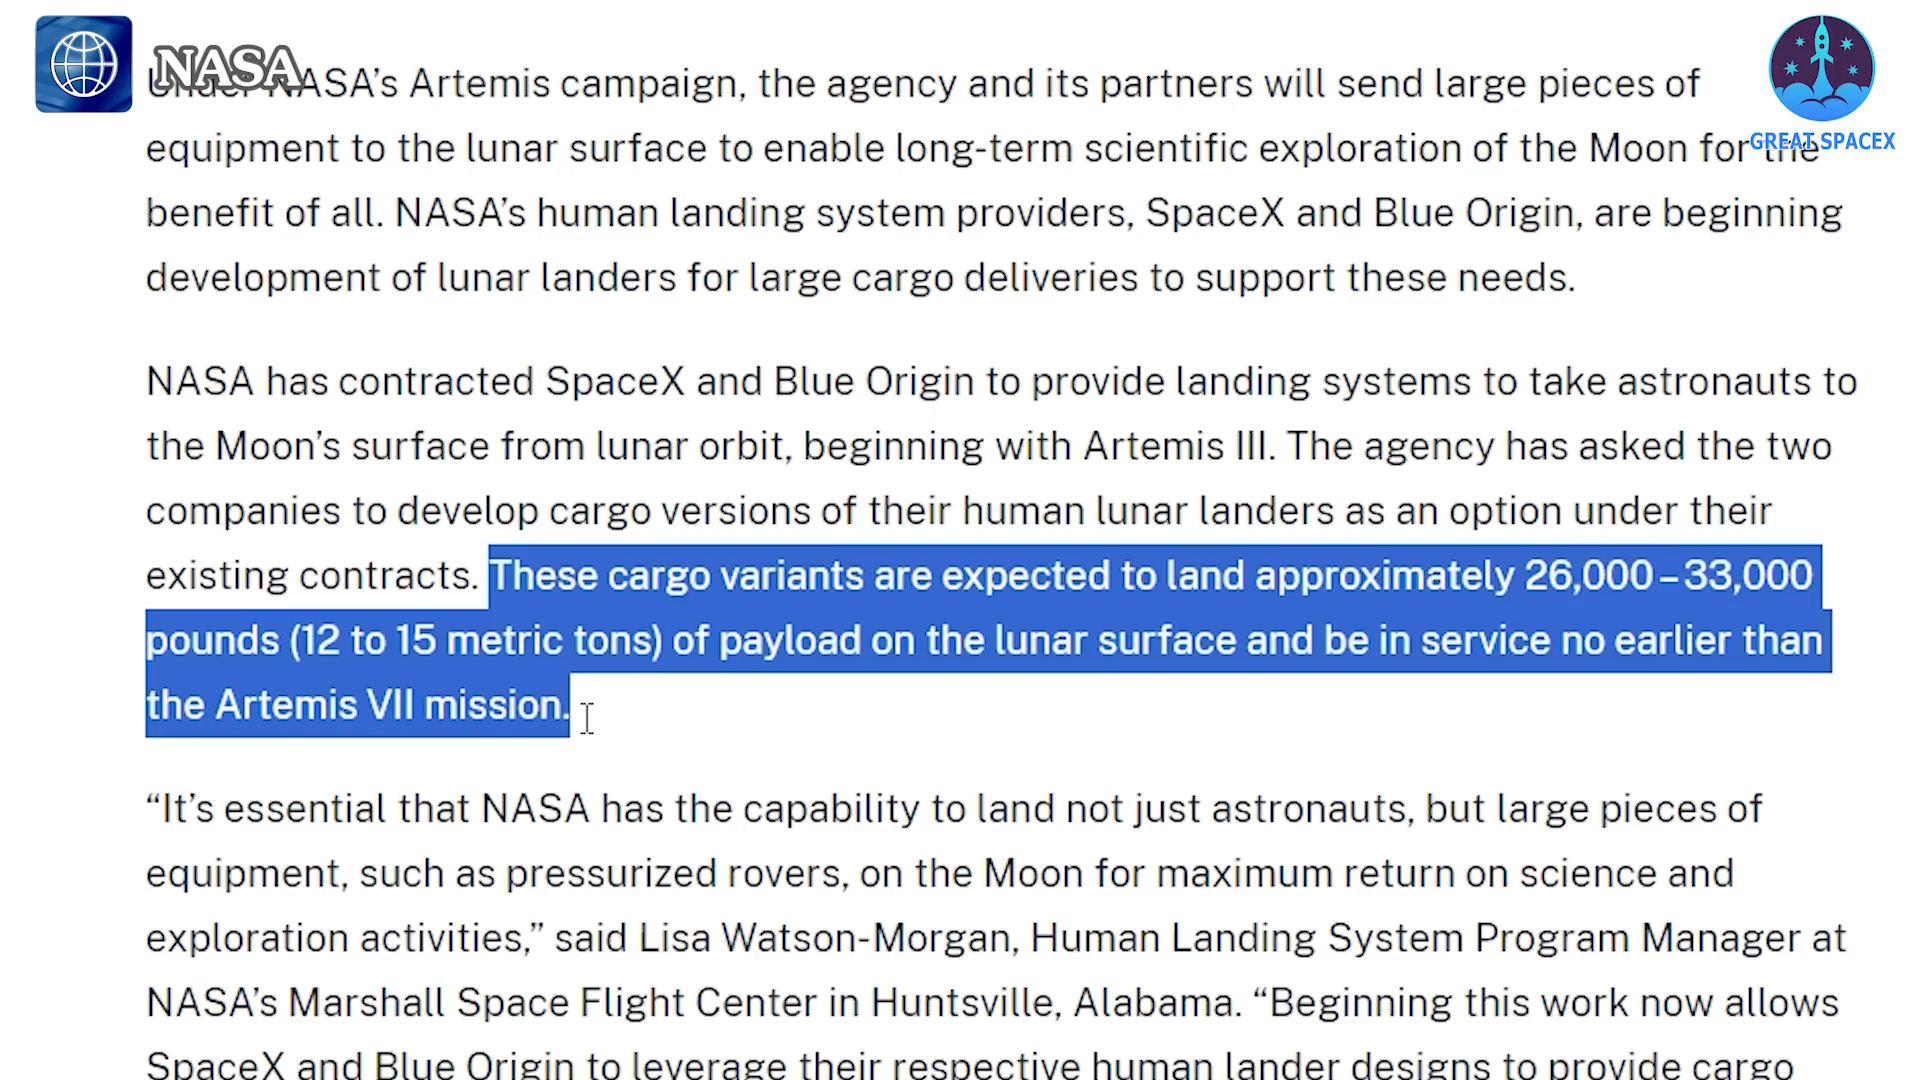 NASA
GREAT SPACEX
Under NASA’s Artemis campaign, the agency and its partners will send large pieces of
equipment to the lunar surface to enable long-term scientific exploration of the Moon for the
benefit of all. NASA’s human landing system providers, SpaceX and Blue Origin, are beginning
development of lunar landers for large cargo deliveries to support these needs.
NASA has contracted SpaceX and Blue Origin to provide landing systems to take astronauts to
the Moon’s surface from lunar orbit, beginning with Artemis III. The agency has asked the two
companies to develop cargo versions of their human lunar landers as an option under their
existing contracts. These cargo variants are expected to land approximately 26,000–33,000
pounds (12 to 15 metric tons) of payload on the lunar surface and be in service no earlier than
the Artemis VII mission.
“It’s essential that NASA has the capability to land not just astronauts, but large pieces of
equipment, such as pressurized rovers, on the Moon for maximum return on science and
exploration activities,” said Lisa Watson-Morgan, Human Landing System Program Manager at
NASA’s Marshall Space Flight Center in Huntsville, Alabama. “Beginning this work now allows
SpaceX and Blue Origin to leverage their respective human lander designs to provide cargo